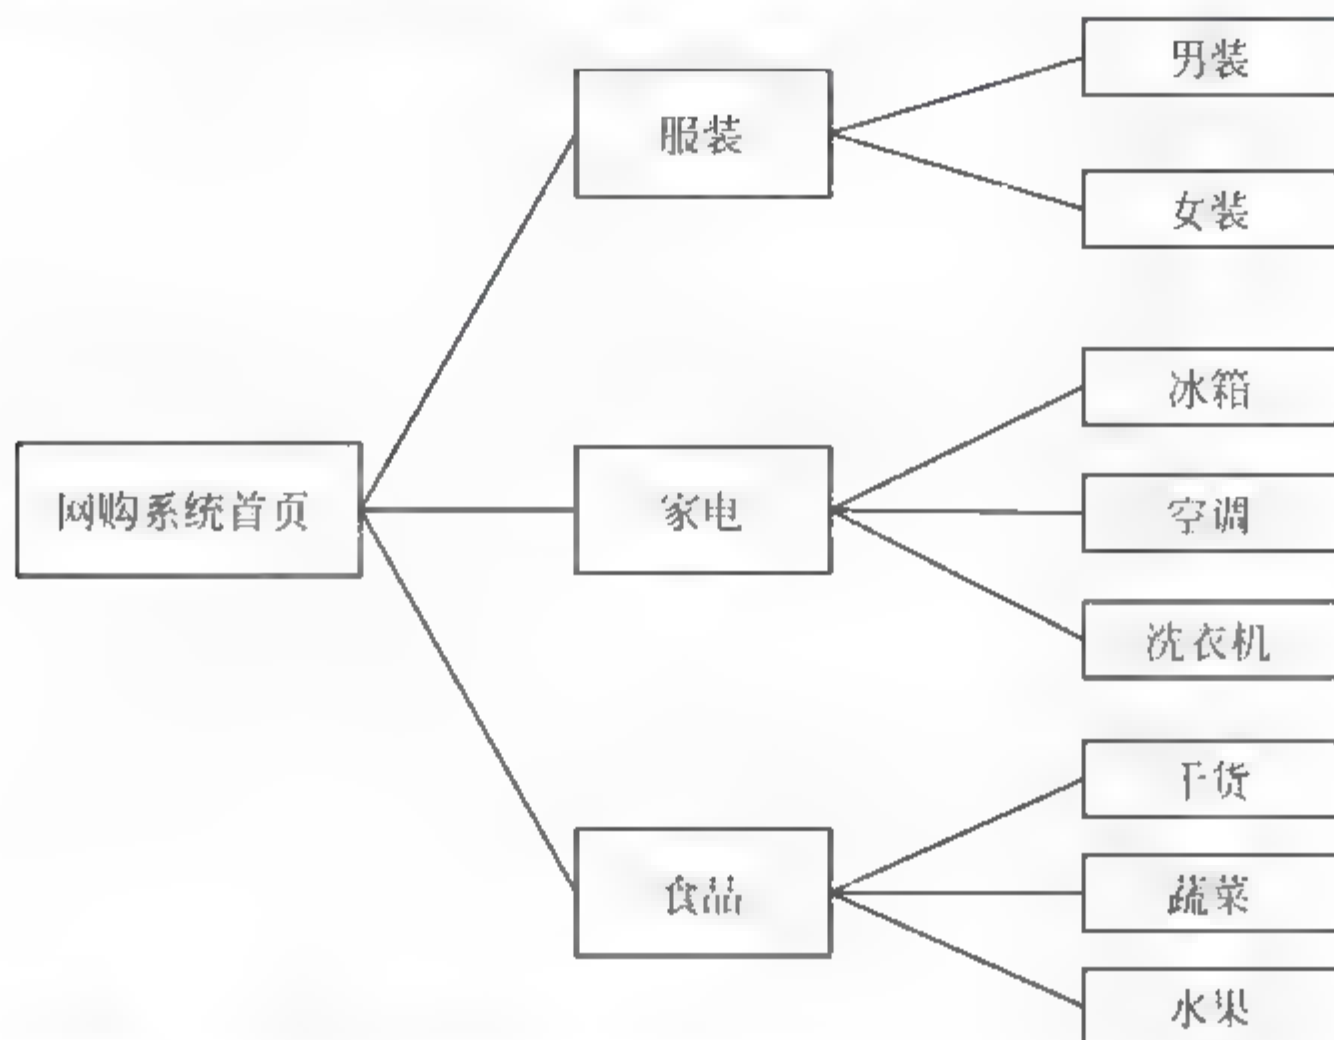 网购系统首页
服装
男装
女装
家电
冰箱
空调
洗衣机
食品
干货
蔬菜
水果